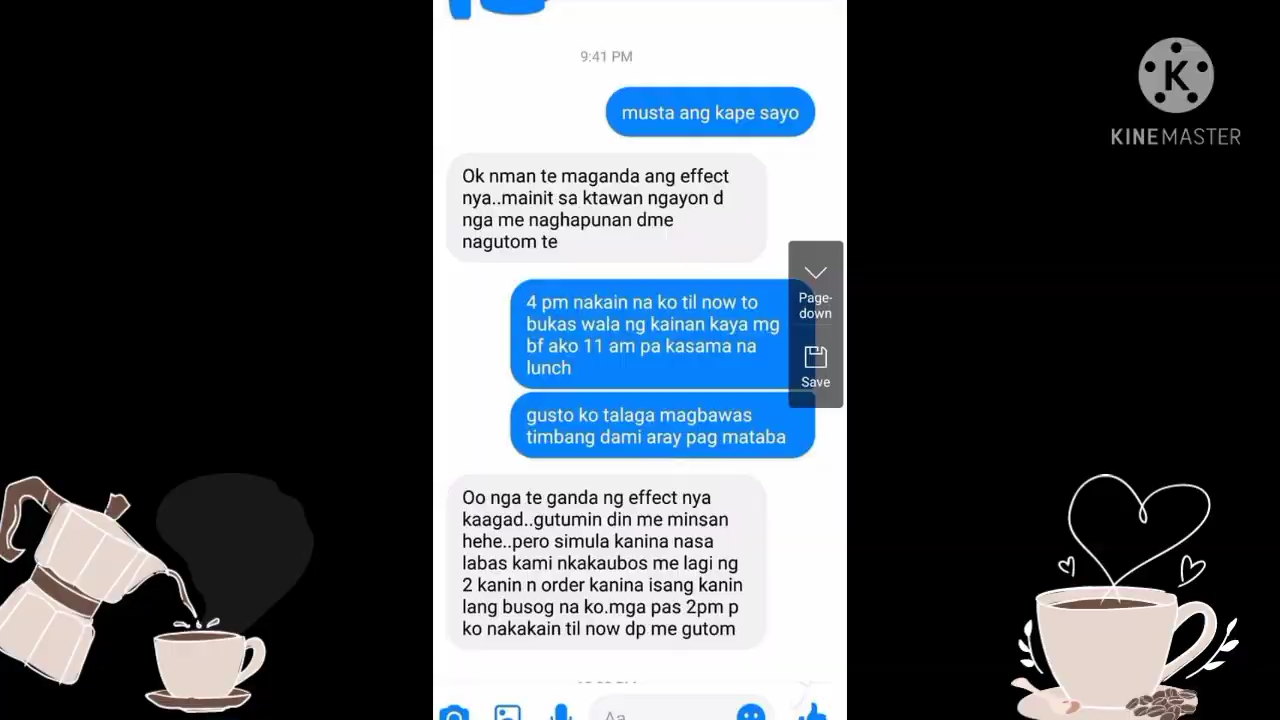 9:41 PM
musta ang kape sayo
Ok nman te maganda ang effect
nya..mainit sa ktawan ngayon d
nga me naghapunan dme
nagutom te
4 pm nakain na ko til now to
bukas wala ng kainan kaya mg
bf ako 11 am pa kasama na
lunch
gusto ko talaga magbawas
timbang dami aray pag mataba
Oo nga te ganda ng effect nya
kaagad..gutumin din me minsan
hehe..pero simula kanina nasa
labas kami nkakaubos me lagi ng
2 kanin n order kanina isang kanin
lang busog na ko.mga pas 2pm p
ko nakakain til now dp me gutom
Aa
Page-
down
Save
K
KINEMASTER